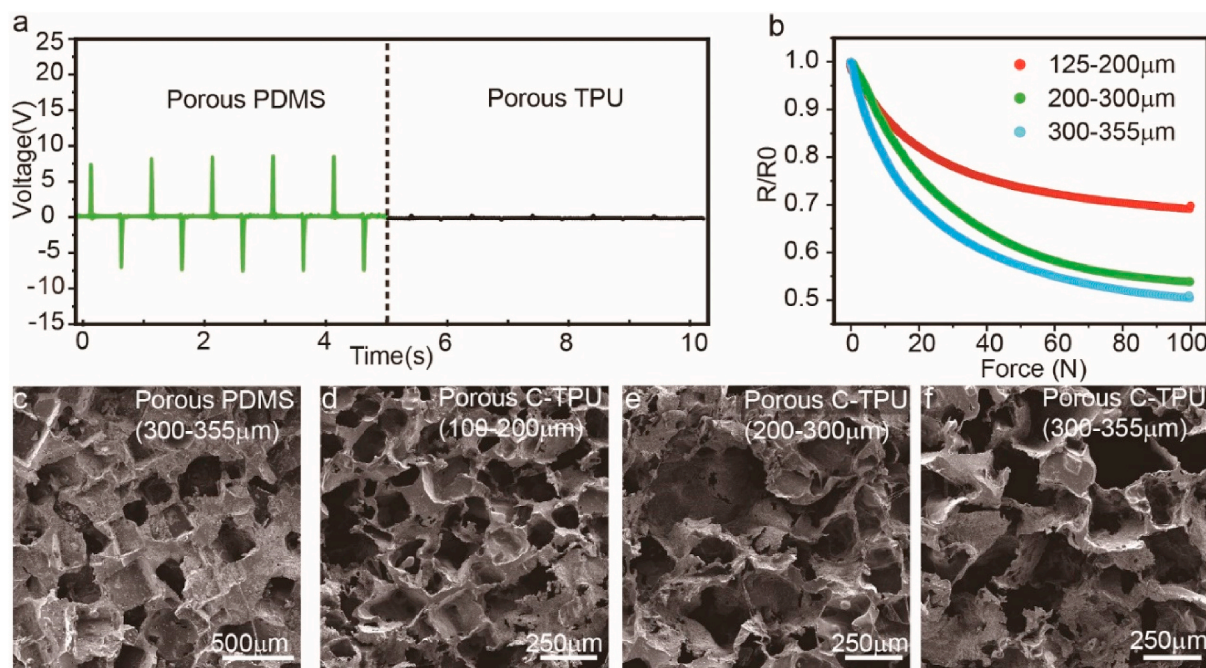 a
25
20
15
10
5
0
-5
-10
-15
Voltage(V)
Porous PDMS
Porous TPU
0 2 4 6 8 10
Time(s)
b
1.0
0.9
0.8
0.7
0.6
0.5
R/R0
125-200μm
200-300μm
300-355μm
0 20 40 60 80 100
Force (N)
c
Porous PDMS
(300-355μm)
500μm
d
Porous C-TPU
(100-200μm)
250μm
e
Porous C-TPU
(200-300μm)
250μm
f
Porous C-TPU
(300-355μm)
250μm